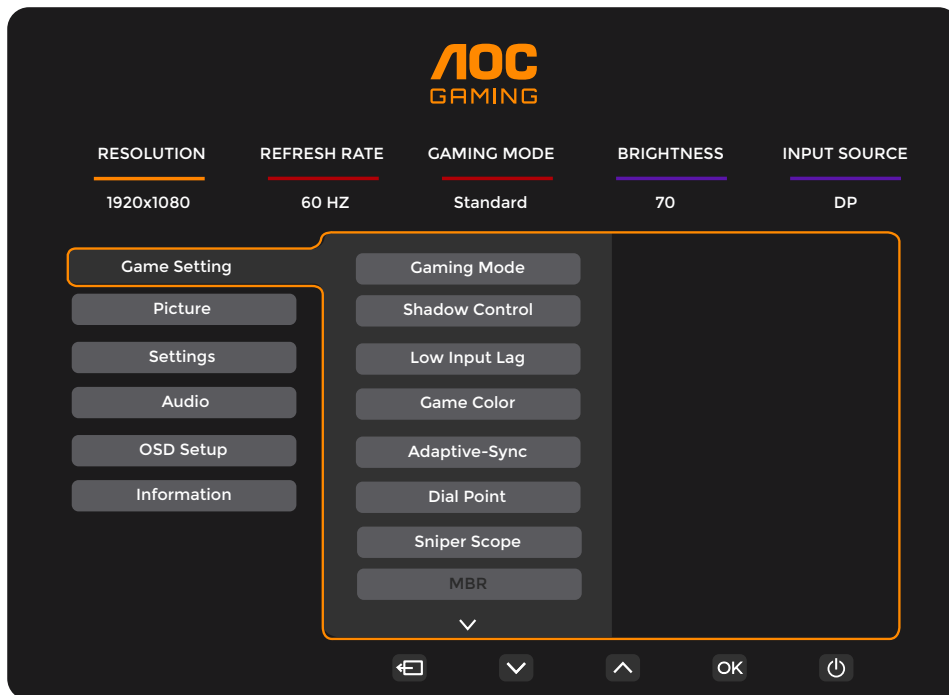 AOC
GAMING
RESOLUTION REFRESH RATE GAMING MODE BRIGHTNESS INPUT SOURCE
1920x1080 60 HZ Standard 70 DP
Game Setting
Picture
Settings
Audio
OSD Setup
Information
Gaming Mode
Shadow Control
Low Input Lag
Game Color
Adaptive-Sync
Dial Point
Sniper Scope
MBR
OK